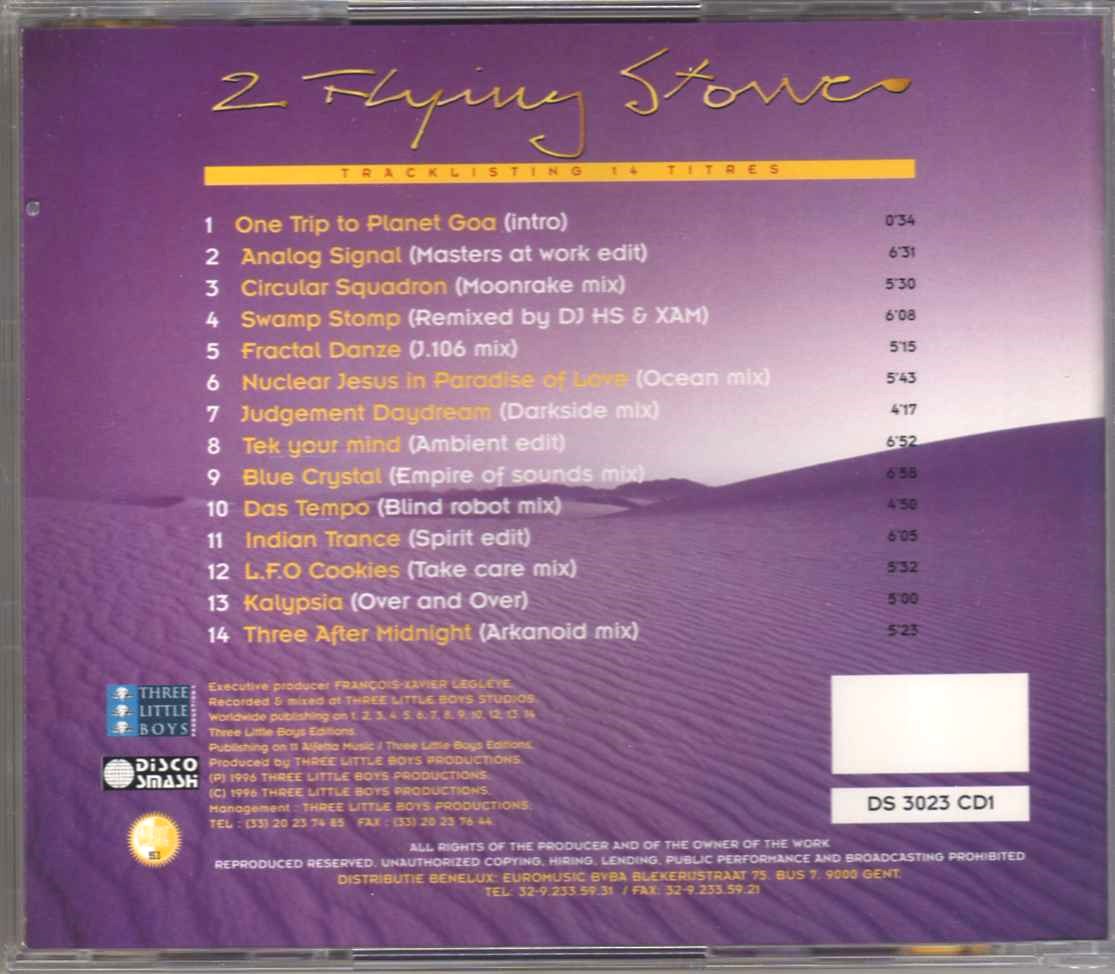 2 Flying Stones
TRACKLISTING 14 TITRES
1 One Trip to Planet Goa (intro) 0'34
2 Analog Signal (Masters at work edit) 6'31
3 Circular Squadron (Moonrake mix) 5'30
4 Swamp Stomp (Remixed by DJ HS & XAM) 6'08
5 Fractal Danze (J.106 mix) 5'15
6 Nuclear Jesus in Paradise of Love (Ocean mix) 5'43
7 Judgement Daydream (Darkside mix) 4'17
8 Tek your mind (Ambient edit) 6'52
9 Blue Crystal (Empire of sounds mix) 6'58
10 Das Tempo (Blind robot mix) 4'50
11 Indian Trance (Spirit edit) 6'05
12 L.F.O Cookies (Take care mix) 5'32
13 Kalypsia (Over and Over) 5'00
14 Three After Midnight (Arkanoid mix) 5'23
THREE
LITTLE
BOYS
DISCO
SMASH
Executive producer FRANÇOIS-XAVIER LEGLEYE.
Recorded & mixed at THREE LITTLE BOYS STUDIOS.
Worldwide publishing on 1, 2, 3, 4, 5, 6, 7, 8, 9, 10, 12, 13, 14
Three Little Boys Editions.
Publishing on 11 Alfetta Music / Three Little Boys Editions.
Produced by THREE LITTLE BOYS PRODUCTIONS.
(P) 1996 THREE LITTLE BOYS PRODUCTIONS.
(C) 1996 THREE LITTLE BOYS PRODUCTIONS.
Management : THREE LITTLE BOYS PRODUCTIONS.
TEL : (33) 20 23 74 85 FAX : (33) 20 23 76 44.
DS 3023 CD1
ALL RIGHTS OF THE PRODUCER AND OF THE OWNER OF THE WORK
REPRODUCED RESERVED. UNAUTHORIZED COPYING, HIRING, LENDING, PUBLIC PERFORMANCE AND BROADCASTING PROHIBITED
DISTRIBUTIE BENELUX: EUROMUSIC BVBA BLEKERIJSTRAAT 75. BUS 7. 9000 GENT.
TEL: 32-9.233.59.31 / FAX: 32-9.233.59.21